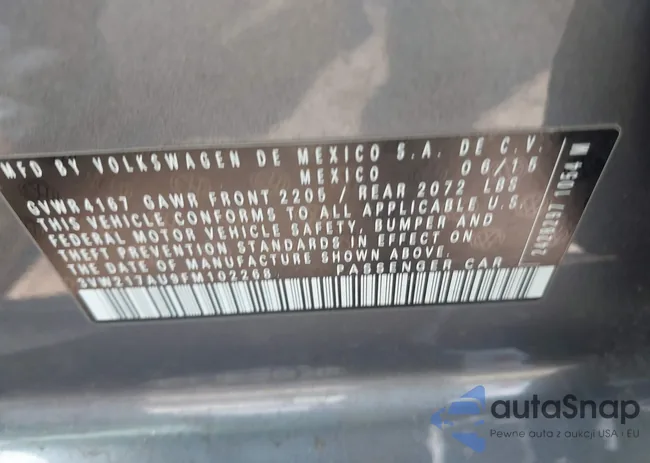 MFD BY VOLKSWAGEN DE MEXICO S.A. DE C.V.
MEXICO 06/15
GVWR4167 GAWR FRONT 2205 / REAR 2072 LBS
THIS VEHICLE CONFORMS TO ALL APPLICABLE U.S.
FEDERAL MOTOR VEHICLE SAFETY, BUMPER AND
THEFT PREVENTION STANDARDS IN EFFECT ON
THE DATE OF MANUFACTURE SHOWN ABOVE.
3VW217AU9FM102268 PASSENGER CAR
1054
autoSnap
Pewne auta z aukcji USA i EU